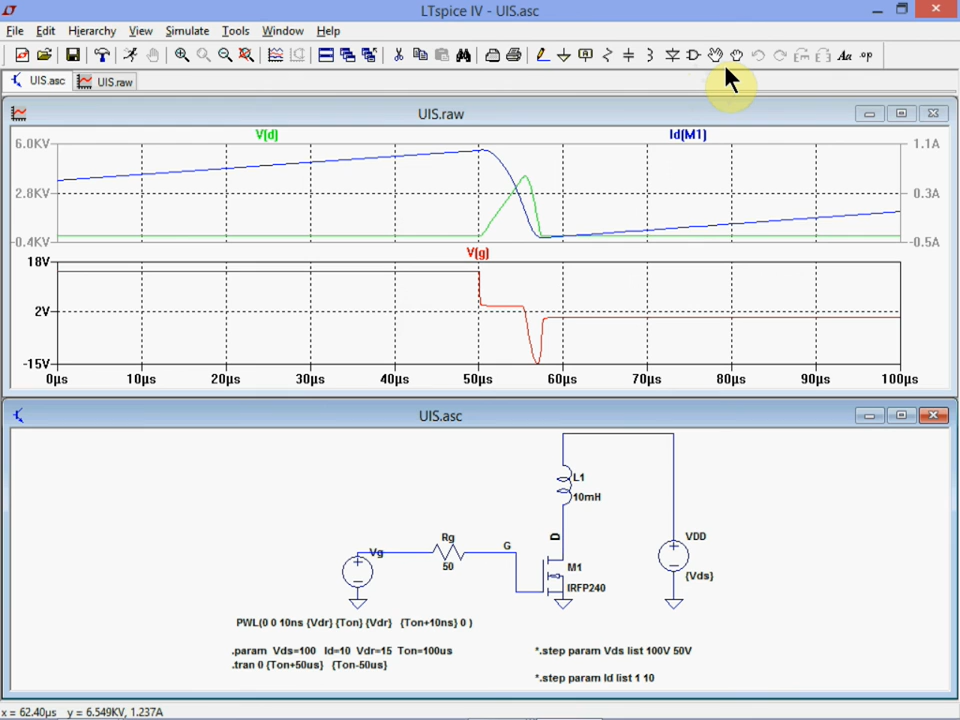 LTspice IV - UIS.asc
File Edit Hierarchy View Simulate Tools Window Help
Aa .op
UIS.asc UIS.raw
UIS.raw
V(d) Id(M1)
6.0KV 1.1A
2.8KV 0.3A
-0.4KV -0.5A
V(g)
18V
2V
-15V
0µs 10µs 20µs 30µs 40µs 50µs 60µs 70µs 80µs 90µs 100µs
UIS.asc
L1
10mH
D
Rg
50
G
Vg
M1
IRFP240
VDD
{Vds}
PWL(0 0 10ns {Vdr} {Ton} {Vdr} {Ton+10ns} 0 )
.param Vds=100 Id=10 Vdr=15 Ton=100us
.tran 0 {Ton+50us} {Ton-50us}
*.step param Vds list 100V 50V
*.step param Id list 1 10
x = 62.40µs y = 6.549KV, 1.237A